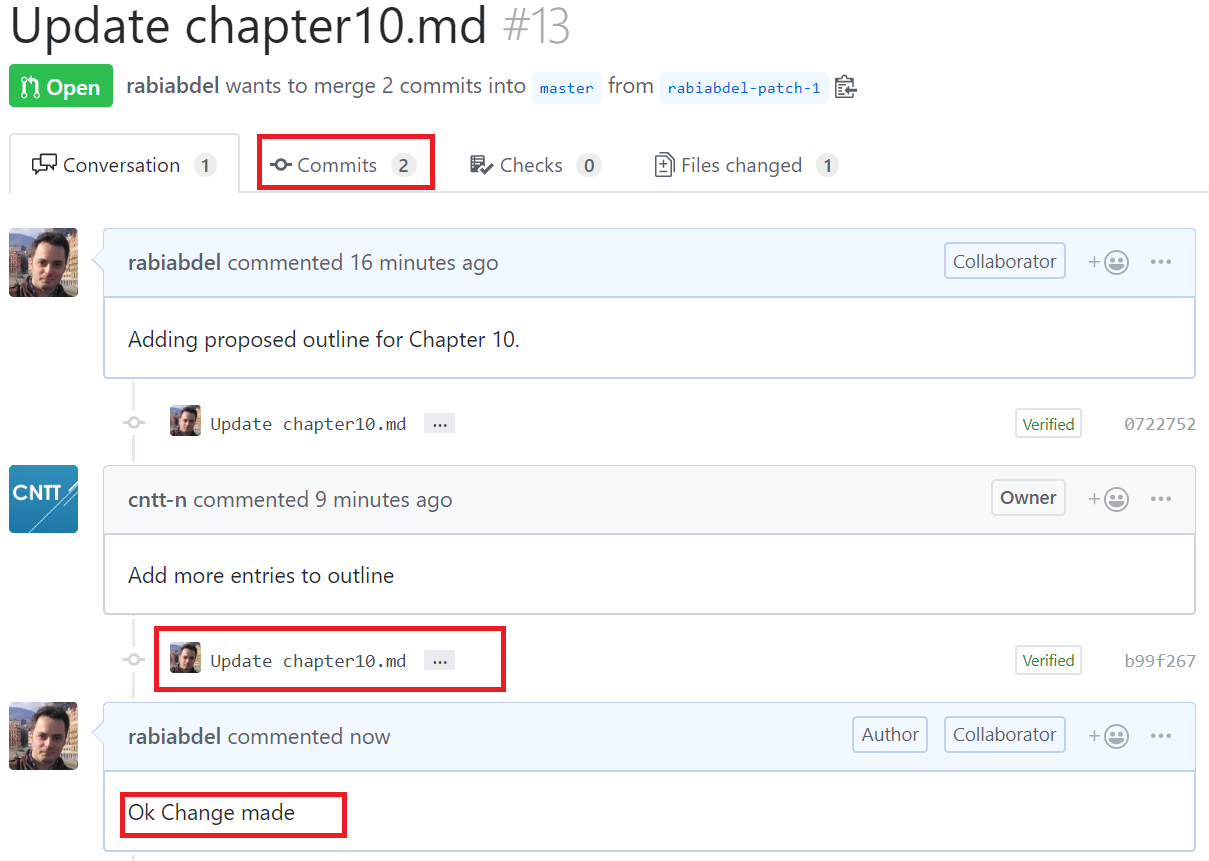 Update chapter10.md #13
Open rabiabdel wants to merge 2 commits into master from rabiabdel-patch-1
Conversation 1 Commits 2 Checks 0 Files changed 1
rabiabdel commented 16 minutes ago Collaborator
Adding proposed outline for Chapter 10.
Update chapter10.md ... Verified 0722752
CNTT
cntt-n commented 9 minutes ago Owner
Add more entries to outline
Update chapter10.md ... Verified b99f267
rabiabdel commented now Author Collaborator
Ok Change made